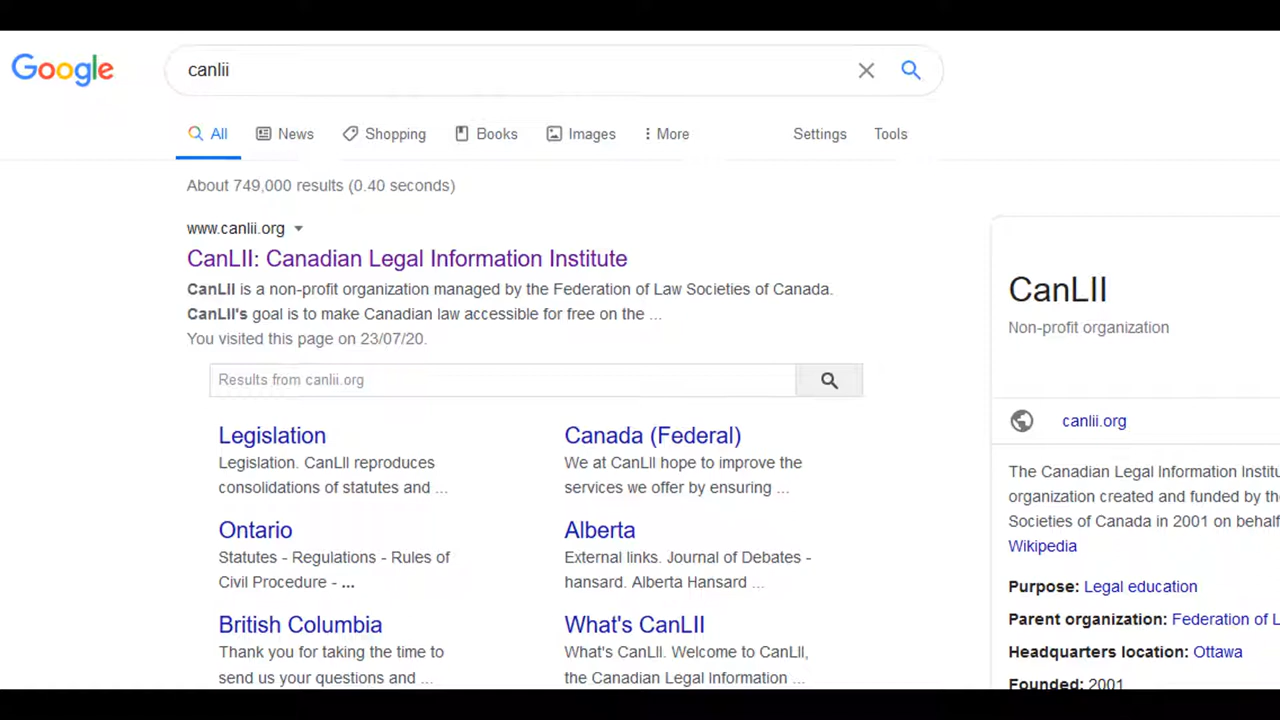 Google
canlii
All News Shopping Books Images More Settings Tools
About 749,000 results (0.40 seconds)
www.canlii.org
CanLII: Canadian Legal Information Institute
CanLII is a non-profit organization managed by the Federation of Law Societies of Canada.
CanLII's goal is to make Canadian law accessible for free on the ...
You visited this page on 23/07/20.
Results from canlii.org
Legislation
Legislation. CanLII reproduces
consolidations of statutes and ...
Canada (Federal)
We at CanLII hope to improve the
services we offer by ensuring ...
Ontario
Statutes - Regulations - Rules of
Civil Procedure - ...
Alberta
External links. Journal of Debates -
hansard. Alberta Hansard ...
British Columbia
Thank you for taking the time to
send us your questions and ...
What's CanLII
What's CanLII. Welcome to CanLII,
the Canadian Legal Information ...
CanLII
Non-profit organization
canlii.org
The Canadian Legal Information
organization created and funded by the
Societies of Canada in 2001 on behalf
Wikipedia
Purpose: Legal education
Parent organization: Federation of
Headquarters location: Ottawa
Founded: 2001